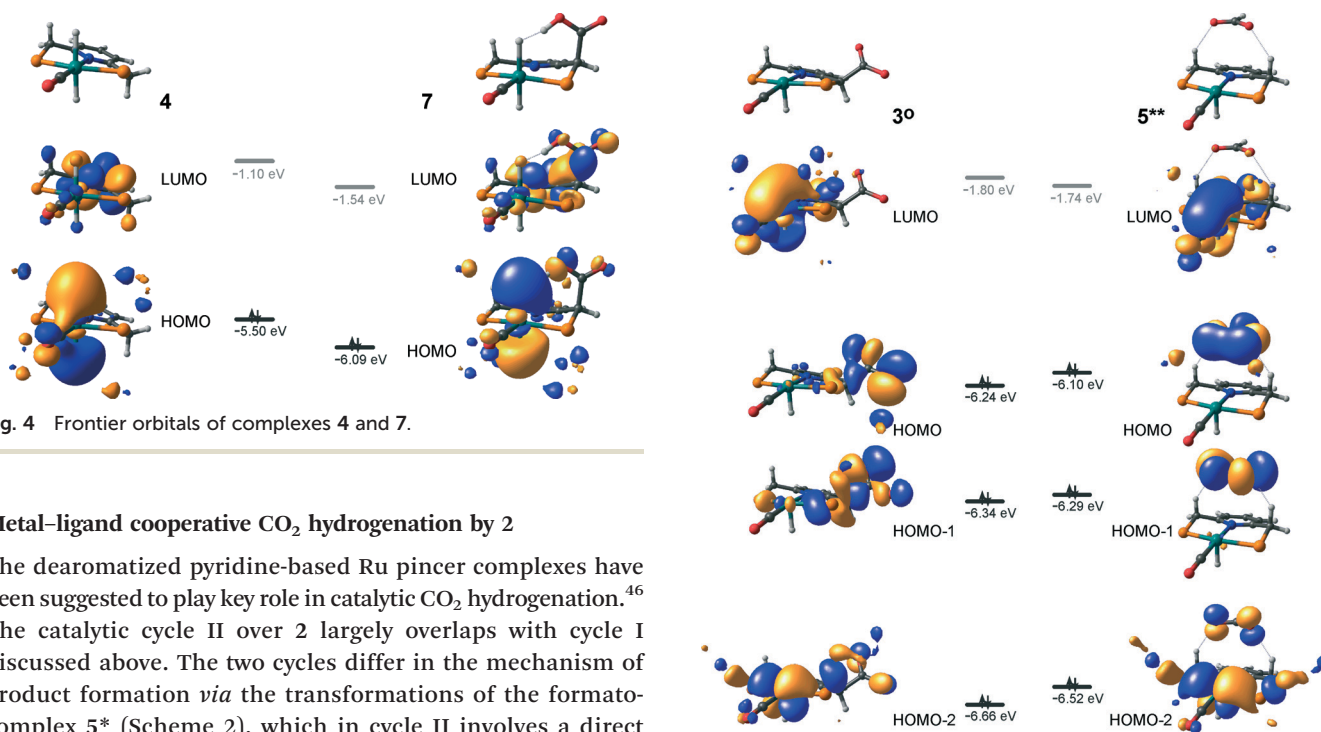 4
7
LUMO
-1.10 eV
-1.54 eV
LUMO
HOMO
-5.50 eV
-6.09 eV
HOMO
g. 4 Frontier orbitals of complexes 4 and 7.
Metal–ligand cooperative CO₂ hydrogenation by 2
he dearomatized pyridine-based Ru pincer complexes have
een suggested to play key role in catalytic CO₂ hydrogenation.⁴⁶
he catalytic cycle II over 2 largely overlaps with cycle I
iscussed above. The two cycles differ in the mechanism of
roduct formation via the transformations of the formato-
omplex 5* (Scheme 2), which in cycle II involves a direct
3º
5**
LUMO
-1.80 eV
-1.74 eV
LUMO
-6.24 eV
-6.10 eV
HOMO
HOMO
-6.34 eV
-6.29 eV
HOMO-1
HOMO-1
-6.66 eV
-6.52 eV
HOMO-2
HOMO-2